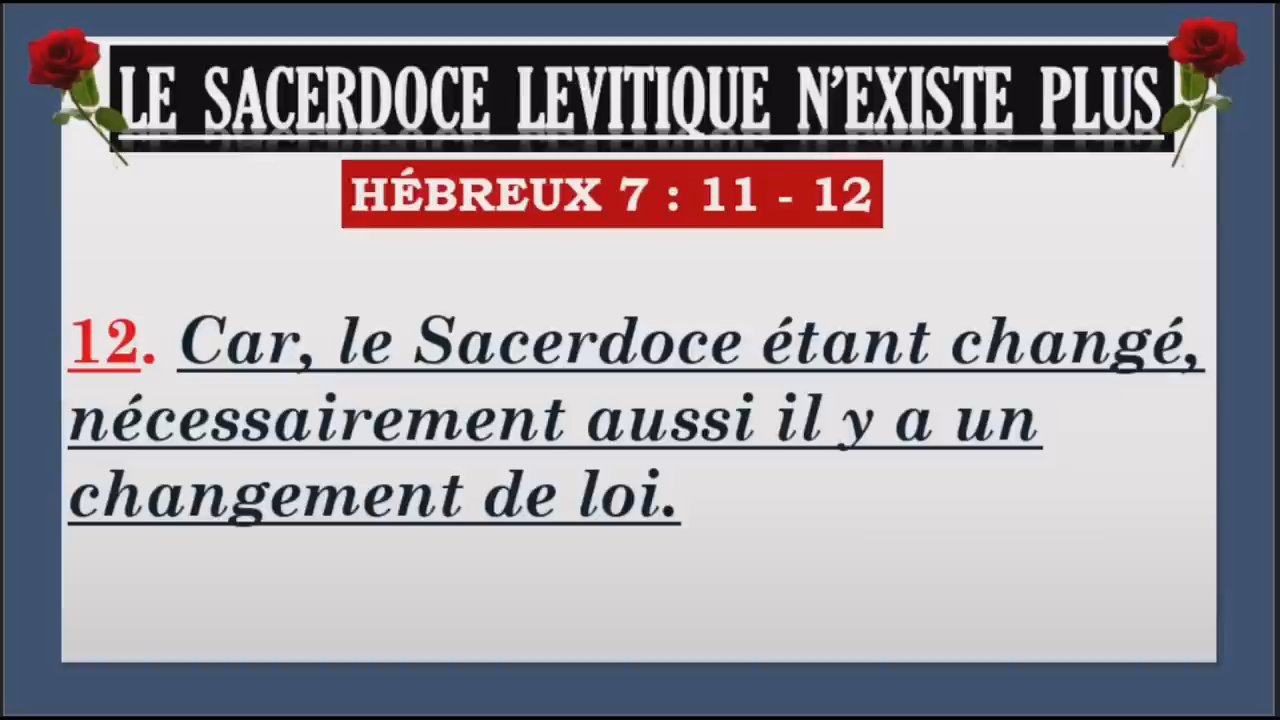 LE SACERDOCE LEVITIQUE N'EXISTE PLUS
HÉBREUX 7 : 11 - 12
12. Car, le Sacerdoce étant changé,
nécessairement aussi il y a un
changement de loi.